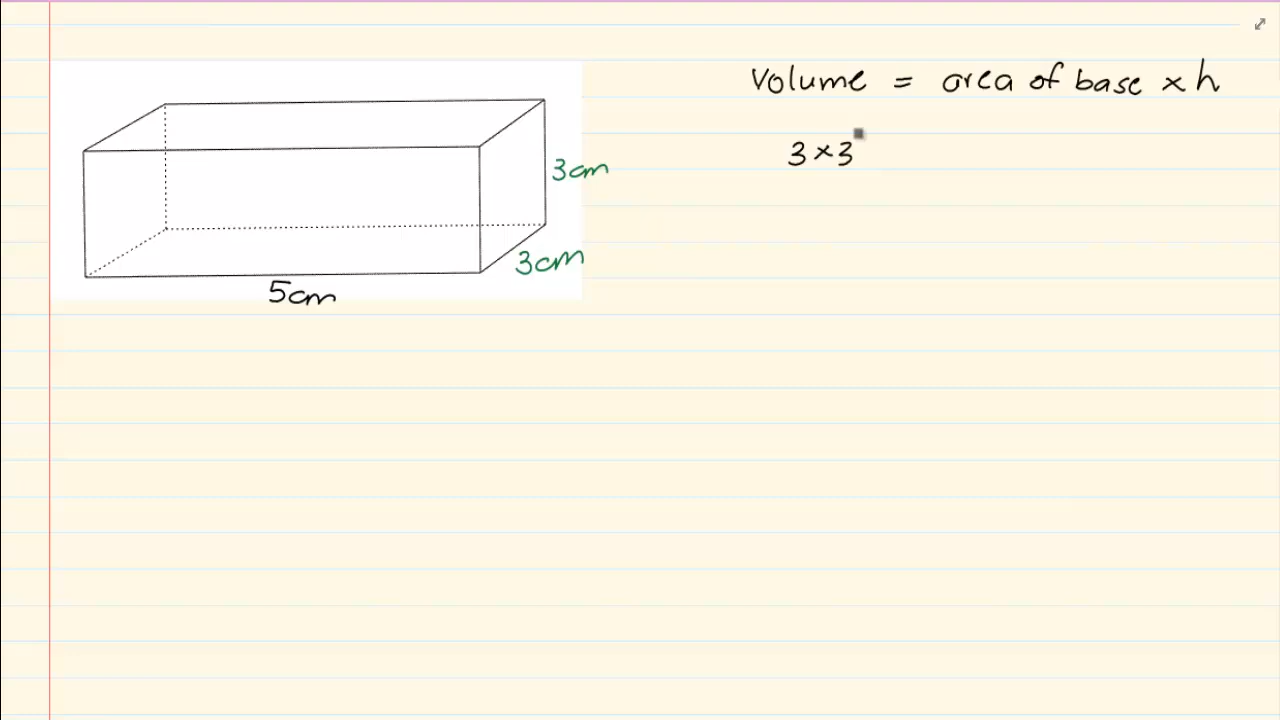 Volume = area of base × h
3 × 3
3cm
3cm
5cm